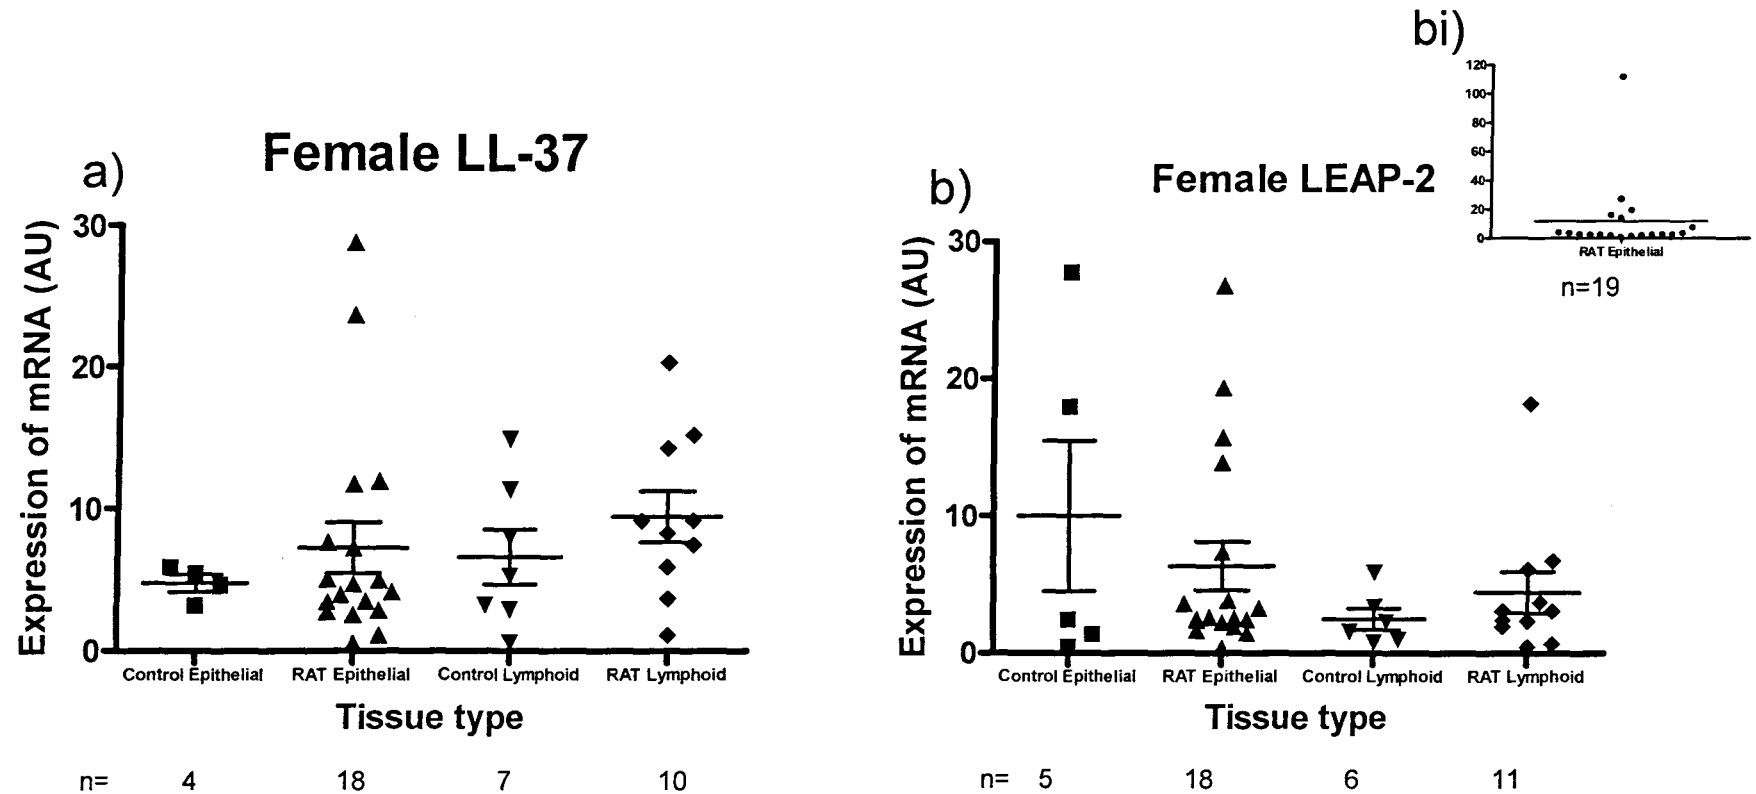 a)
Female LL-37
Expression of mRNA (AU)
30
20
10
0
Control Epithelial RAT Epithelial Control Lymphoid RAT Lymphoid
Tissue type
n= 4 18 7 10
b)
Female LEAP-2
Expression of mRNA (AU)
30
20
10
0
Control Epithelial RAT Epithelial Control Lymphoid RAT Lymphoid
Tissue type
n= 5 18 6 11
bi)
120
100
80
60
40
20
0
RAT Epithelial
n=19